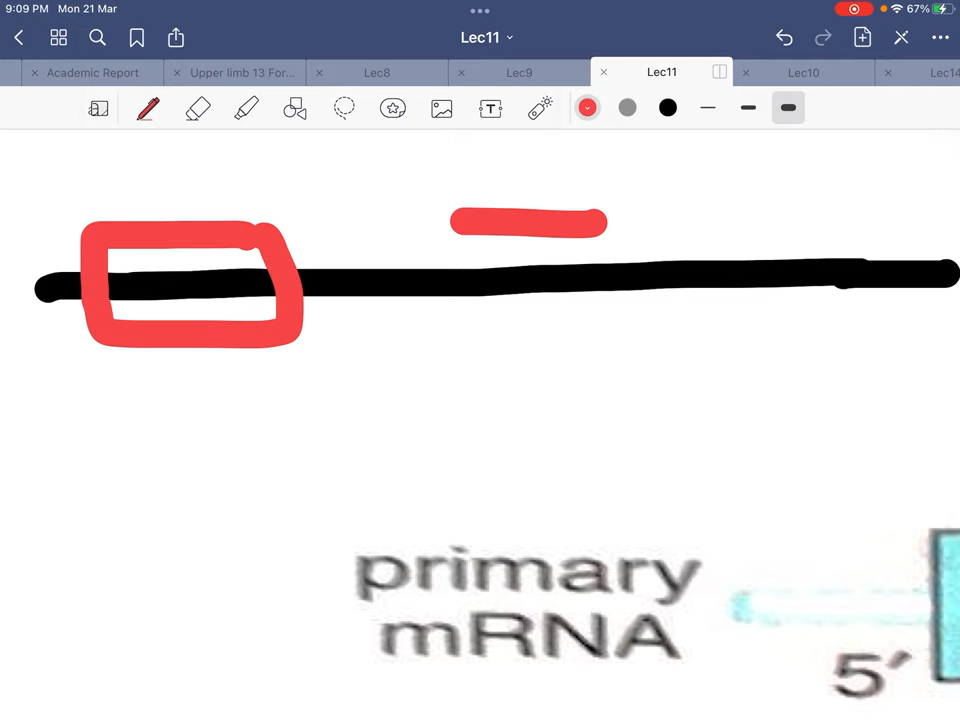 9:09 PM Mon 21 Mar 67%
Lec11
Academic Report Upper limb 13 For... Lec8 Lec9 Lec11 Lec10 Lec14
T
primary
mRNA
5′